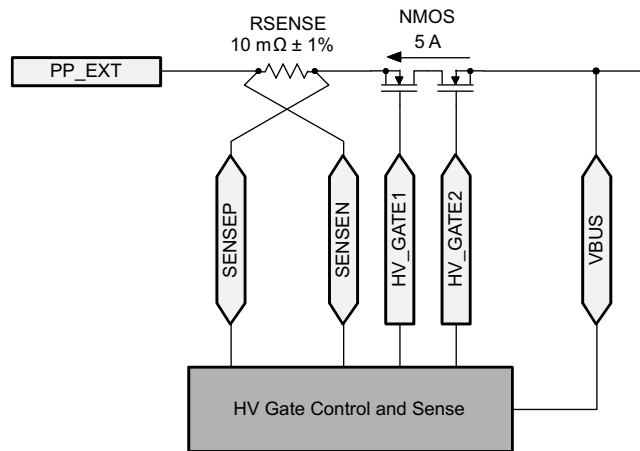 RSENSE
10 mΩ ± 1%
NMOS
5 A
PP_EXT
SENSEP
SENSEN
HV_GATE1
HV_GATE2
VBUS
HV Gate Control and Sense